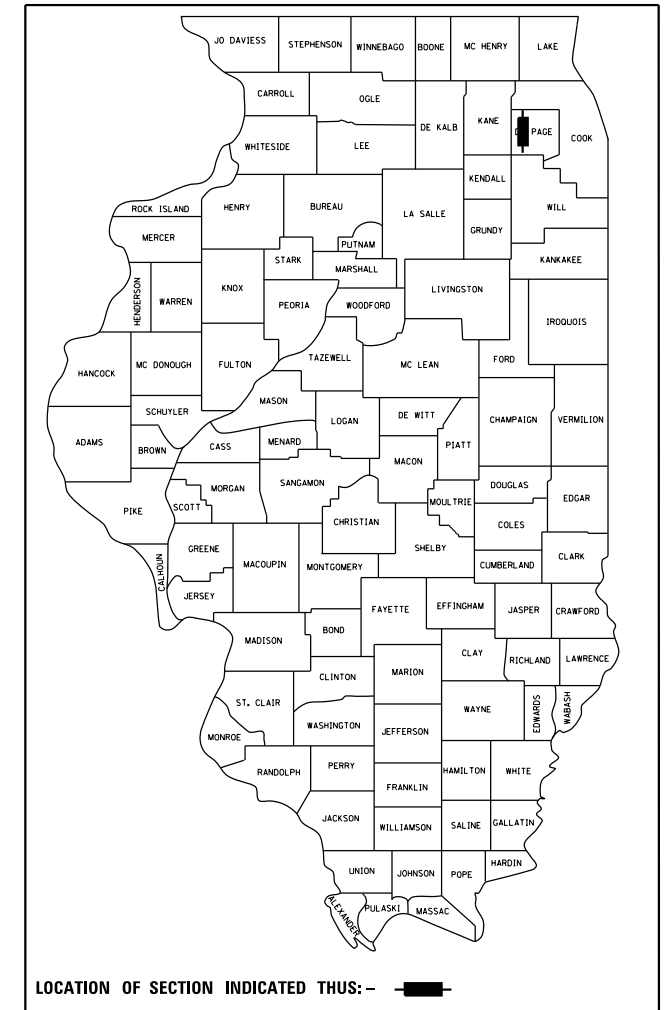 JO DAVIESS STEPHENSON WINNEBAGO BOONE MC HENRY LAKE
CARROLL OGLE
DE KALB KANE PAGE COOK
WHITESIDE LEE
KENDALL
ROCK ISLAND HENRY BUREAU LA SALLE WILL
MERCER PUTNAM GRUNDY
STARK MARSHALL KANKAKEE
HENDERSON WARREN KNOX PEORIA WOODFORD LIVINGSTON IROQUOIS
HANCOCK MC DONOUGH FULTON TAZEWELL MC LEAN FORD
SCHUYLER MASON LOGAN DE WITT CHAMPAIGN VERMILION
ADAMS BROWN CASS MENARD MACON PIATT
PIKE SCOTT MORGAN SANGAMON MOULTRIE DOUGLAS EDGAR
CHRISTIAN COLES
CALHOUN GREENE MACOUPIN MONTGOMERY SHELBY CUMBERLAND CLARK
JERSEY FAYETTE EFFINGHAM JASPER CRAWFORD
MADISON BOND
CLINTON MARION CLAY RICHLAND LAWRENCE
ST. CLAIR WAYNE EDWARDS WABASH
MONROE WASHINGTON JEFFERSON
RANDOLPH PERRY HAMILTON WHITE
FRANKLIN
JACKSON WILLIAMSON SALINE GALLATIN
UNION JOHNSON POPE HARDIN
ALEXANDER PULASKI MASSAC
LOCATION OF SECTION INDICATED THUS: –